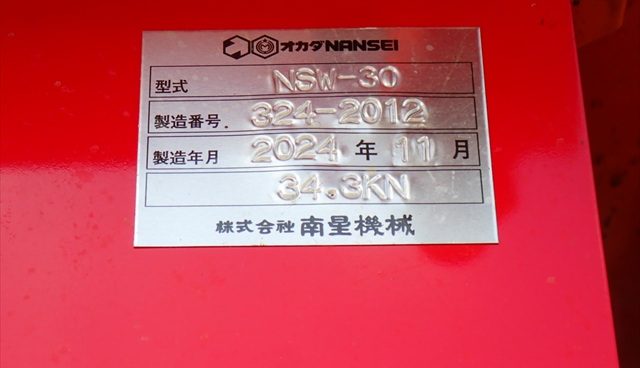 オカダNANSEI
型式 NSW-30
製造番号. 324-2012
製造年月 2024 年 11 月
34.3KN
株式会社 南星機械